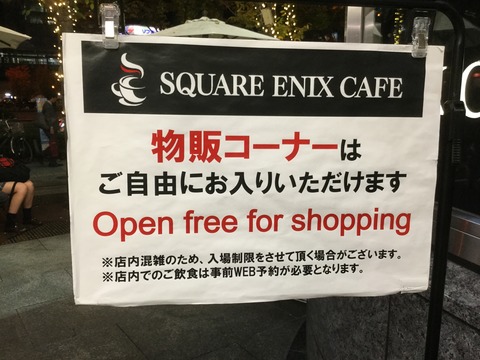 SQUARE ENIX CAFE
物販コーナーは
ご自由にお入りいただけます
Open free for shopping
※店内混雑のため、入場制限をさせて頂く場合がございます。
※店内でのご飲食は事前WEB予約が必要となります。